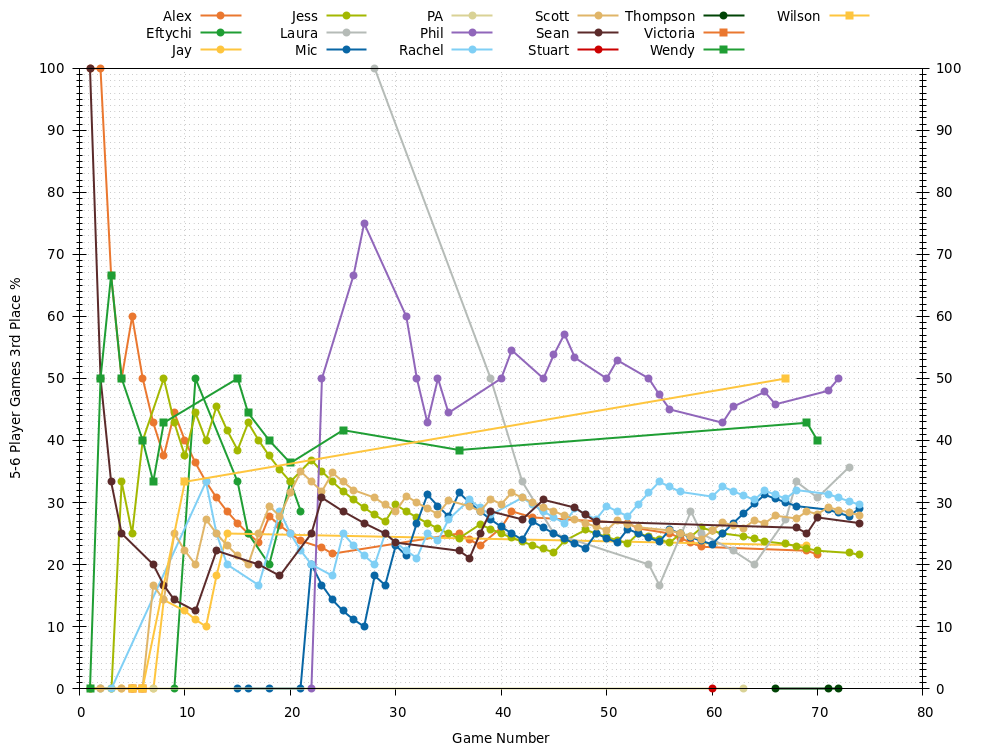 Alex Jess PA Scott Thompson Wilson
Eftychi Laura Phil Sean Victoria
Jay Mic Rachel Stuart Wendy
100 100
90 90
80 80
70 70
60 60
50 50
40 40
30 30
20 20
10 10
0 0
0 10 20 30 40 50 60 70 80
5-6 Player Games 3rd Place %
Game Number